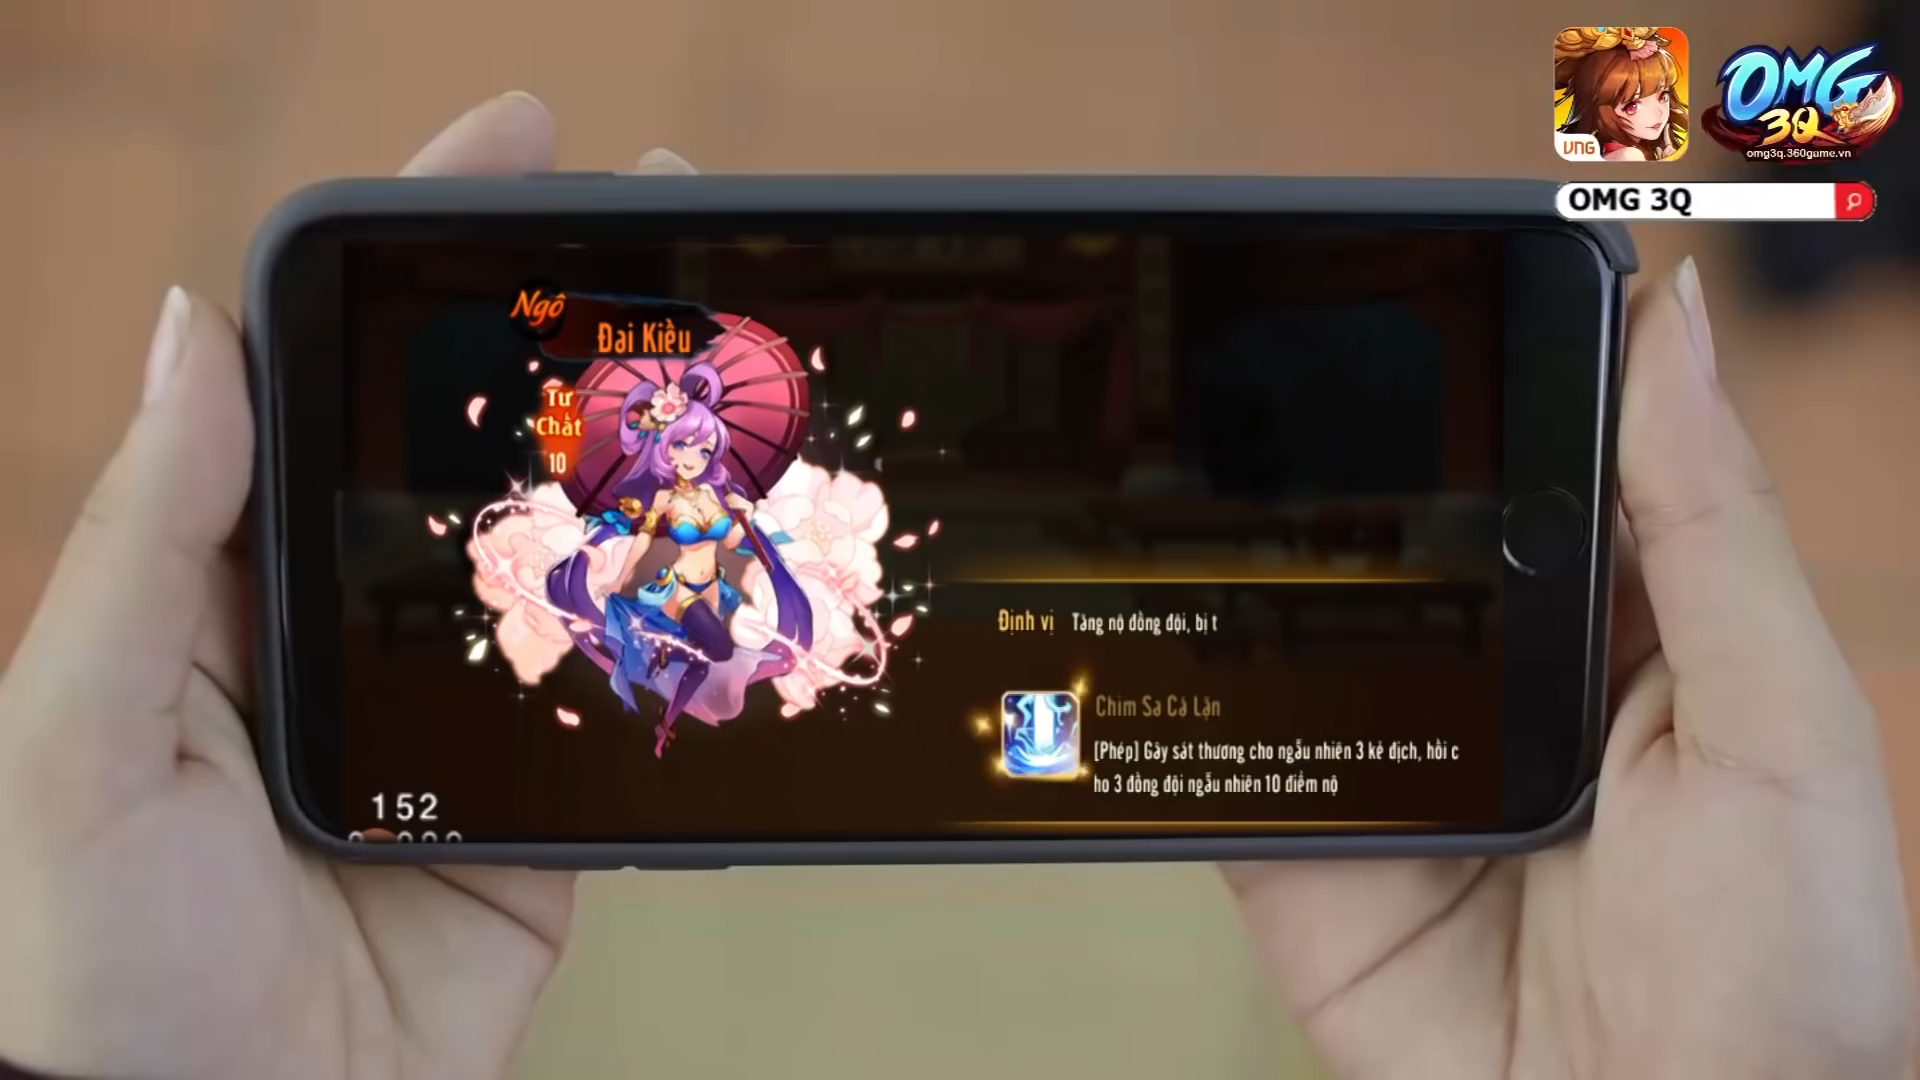 OMG
3Q
VNG
omg3q.360game.vn
OMG 3Q
Ngô
Đại Kiều
Tư
Chất
10
Định vị Tăng nộ đồng đội, bị t
Chim Sa Cá Lặn
[Phép] Gây sát thương cho ngẫu nhiên 3 kẻ địch, hồi c
ho 3 đồng đội ngẫu nhiên 10 điểm nộ
152